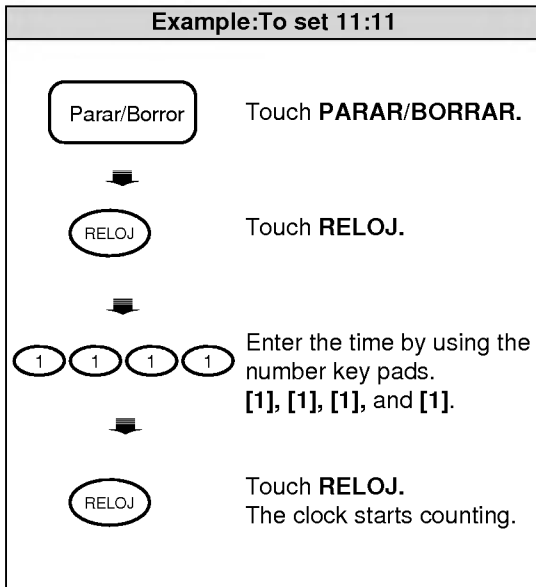 Example:To set 11:11
Parar/Borror
Touch PARAR/BORRAR.
RELOJ
Touch RELOJ.
1 1 1 1
Enter the time by using the
number key pads.
[1], [1], [1], and [1].
RELOJ
Touch RELOJ.
The clock starts counting.